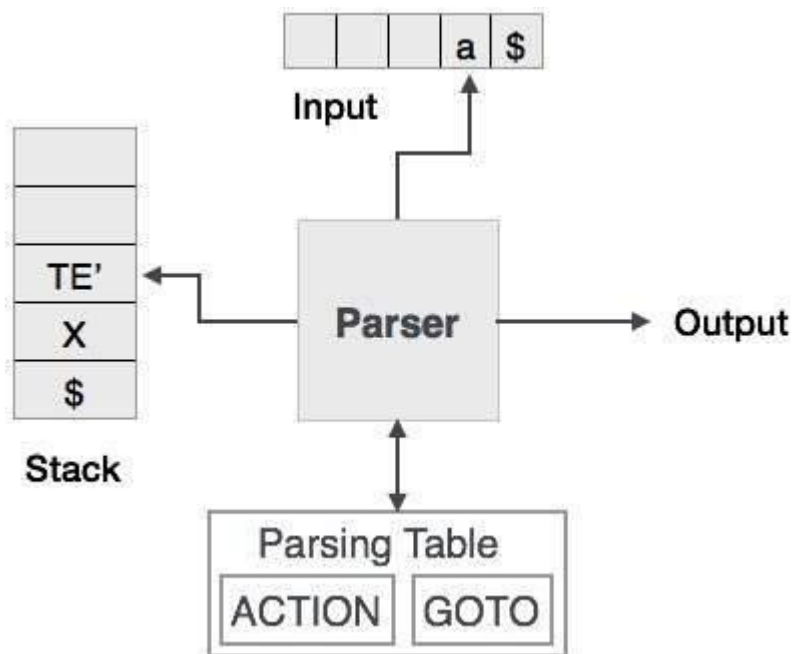 a $
Input
TE’
X
$
Stack
Parser
Output
Parsing Table
ACTION GOTO